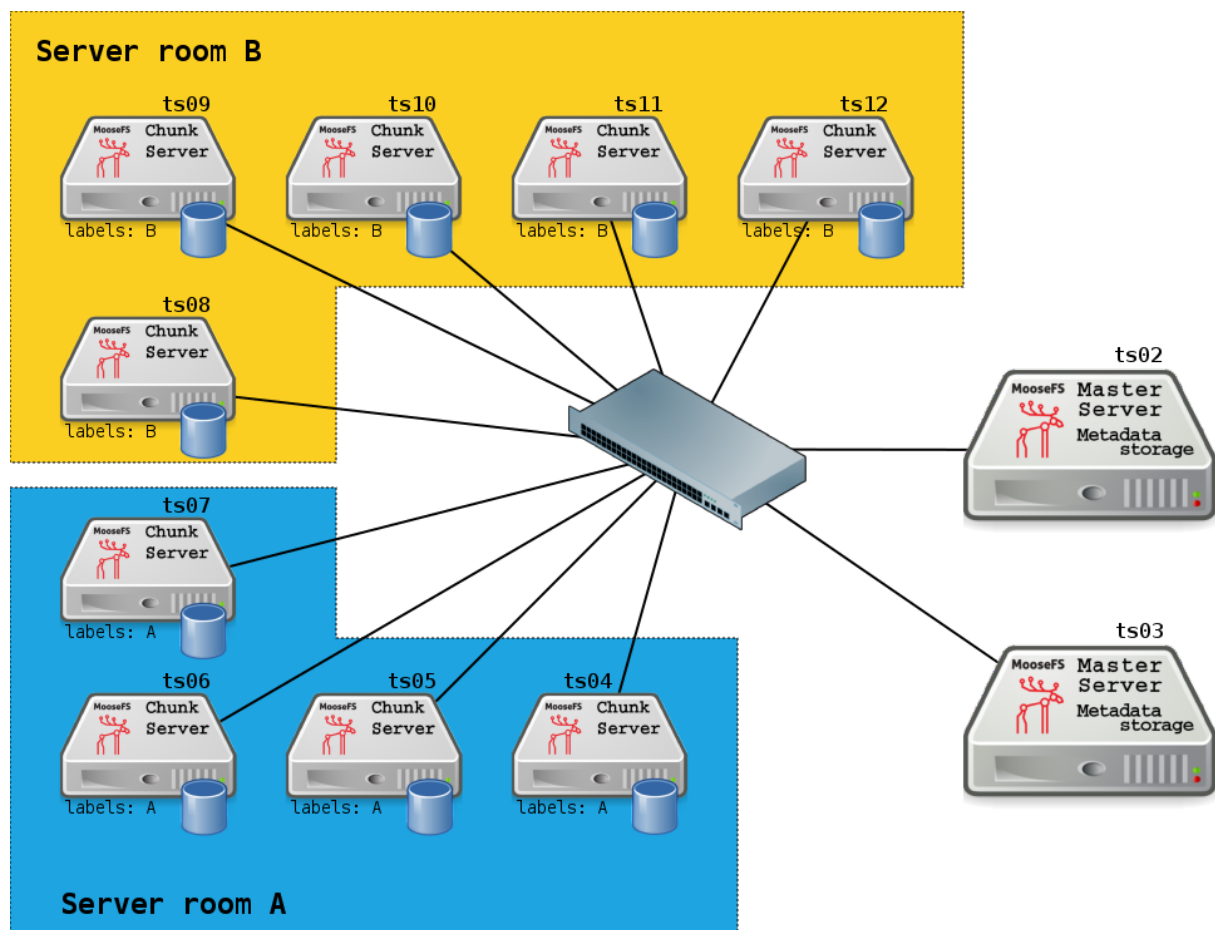 Server room B
ts09
MooseFS Chunk
Server
labels: B
ts10
MooseFS Chunk
Server
labels: B
ts11
MooseFS Chunk
Server
labels: B
ts12
MooseFS Chunk
Server
labels: B
ts08
MooseFS Chunk
Server
labels: B
ts02
MooseFS Master
Server
Metadata
storage
ts07
MooseFS Chunk
Server
labels: A
ts03
MooseFS Master
Server
Metadata
storage
ts06
MooseFS Chunk
Server
labels: A
ts05
MooseFS Chunk
Server
labels: A
ts04
MooseFS Chunk
Server
labels: A
Server room A